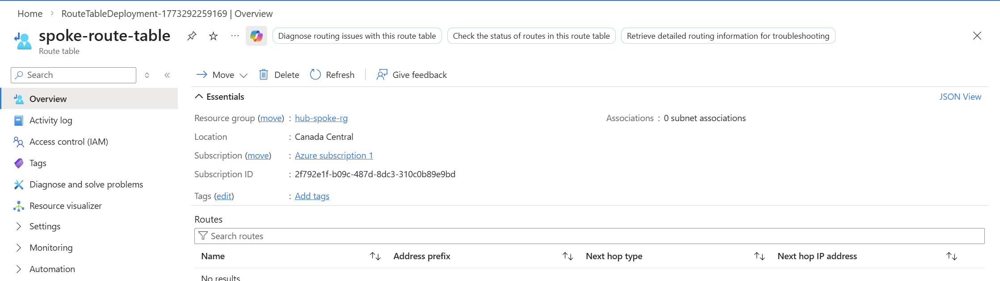 Home > RouteTableDeployment-1773292259169 | Overview
spoke-route-table
Route table
Diagnose routing issues with this route table
Check the status of routes in this route table
Retrieve detailed routing information for troubleshooting
Search
Overview
Activity log
Access control (IAM)
Tags
Diagnose and solve problems
Resource visualizer
Settings
Monitoring
Automation
Move
Delete
Refresh
Give feedback
Essentials
JSON View
Resource group (move) : hub-spoke-rg
Location : Canada Central
Subscription (move) : Azure subscription 1
Subscription ID : 2f792e1f-b09c-487d-8dc3-310c0b89e9bd
Tags (edit) : Add tags
Associations : 0 subnet associations
Routes
Search routes
Name Address prefix Next hop type Next hop IP address
No results